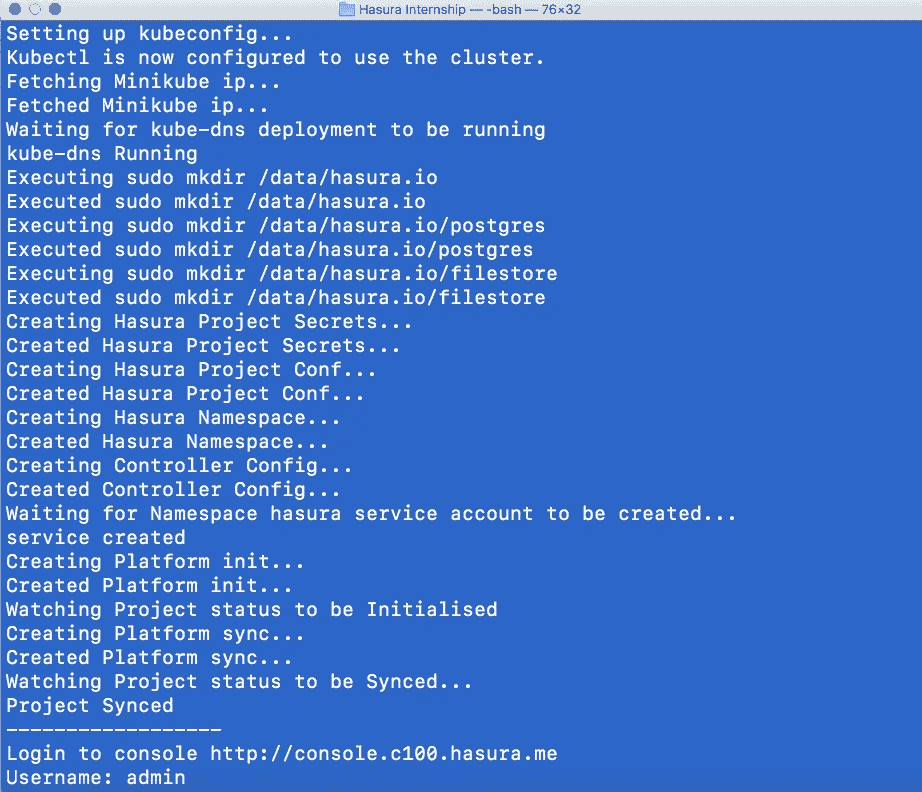 Hasura Internship — -bash — 76×32
Setting up kubeconfig...
Kubectl is now configured to use the cluster.
Fetching Minikube ip...
Fetched Minikube ip...
Waiting for kube-dns deployment to be running
kube-dns Running
Executing sudo mkdir /data/hasura.io
Executed sudo mkdir /data/hasura.io
Executing sudo mkdir /data/hasura.io/postgres
Executed sudo mkdir /data/hasura.io/postgres
Executing sudo mkdir /data/hasura.io/filestore
Executed sudo mkdir /data/hasura.io/filestore
Creating Hasura Project Secrets...
Created Hasura Project Secrets...
Creating Hasura Project Conf...
Created Hasura Project Conf...
Creating Hasura Namespace...
Created Hasura Namespace...
Creating Controller Config...
Created Controller Config...
Waiting for Namespace hasura service account to be created...
service created
Creating Platform init...
Created Platform init...
Watching Project status to be Initialised
Creating Platform sync...
Created Platform sync...
Watching Project status to be Synced...
Project Synced
------------------
Login to console http://console.c100.hasura.me
Username: admin